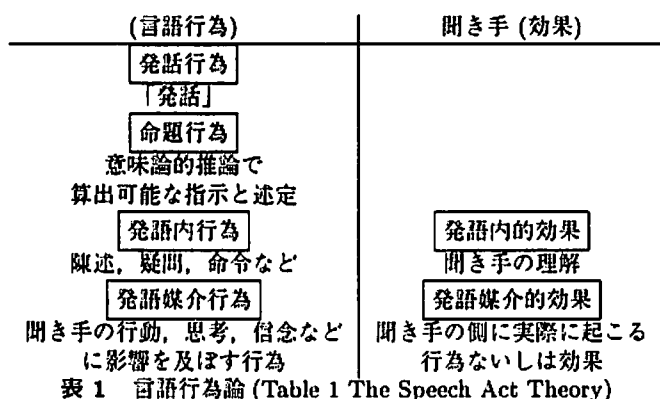 (言語行為) 聞き手 (効果)
発話行為
「発話」
命題行為
意味論的推論で
算出可能な指示と述定
発語内行為 発語内的効果
陳述, 疑問, 命令など 聞き手の理解
発語媒介行為 発語媒介的効果
聞き手の行動, 思考, 信念など 聞き手の側に実際に起こる
に影響を及ぼす行為 行為ないしは効果
表 1 言語行為論 (Table 1 The Speech Act Theory)